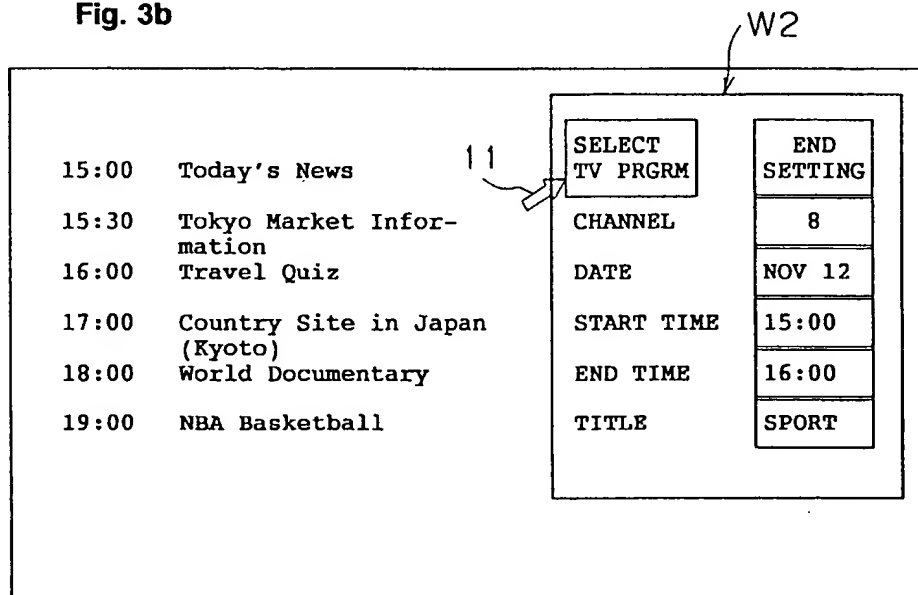 Fig. 3b
W2
11
15:00 Today's News
15:30 Tokyo Market Infor-
mation
16:00 Travel Quiz
17:00 Country Site in Japan
(Kyoto)
18:00 World Documentary
19:00 NBA Basketball
SELECT
TV PRGRM
END
SETTING
CHANNEL 8
DATE NOV 12
START TIME 15:00
END TIME 16:00
TITLE SPORT